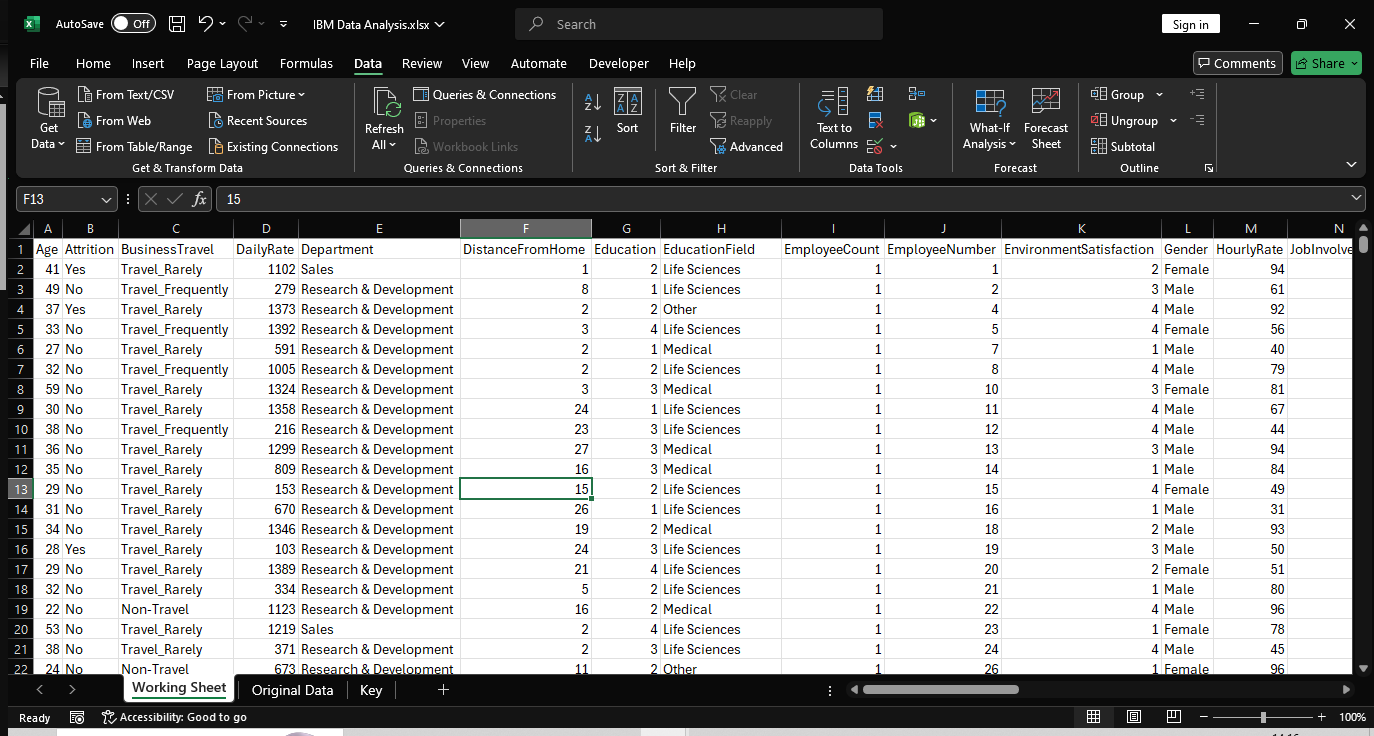 AutoSave Off IBM Data Analysis.xlsx Search Sign in
File Home Insert Page Layout Formulas Data Review View Automate Developer Help Comments Share
Get Data From Text/CSV From Web From Table/Range From Picture Recent Sources Existing Connections
Refresh All Queries & Connections Properties Workbook Links
Sort Filter Clear Reapply Advanced
Text to Columns What-If Analysis Forecast Sheet Group Ungroup Subtotal
Get & Transform Data Queries & Connections Sort & Filter Data Tools Forecast Outline
F13 fx 15
A B C D E F G H I J K L M N
1 Age Attrition BusinessTravel DailyRate Department DistanceFromHome Education EducationField EmployeeCount EmployeeNumber EnvironmentSatisfaction Gender HourlyRate JobInvolve
2 41 Yes Travel_Rarely 1102 Sales 1 2 Life Sciences 1 1 2 Female 94
3 49 No Travel_Frequently 279 Research & Development 8 1 Life Sciences 1 2 3 Male 61
4 37 Yes Travel_Rarely 1373 Research & Development 2 2 Other 1 4 4 Male 92
5 33 No Travel_Frequently 1392 Research & Development 3 4 Life Sciences 1 5 4 Female 56
6 27 No Travel_Rarely 591 Research & Development 2 1 Medical 1 7 1 Male 40
7 32 No Travel_Frequently 1005 Research & Development 2 2 Life Sciences 1 8 4 Male 79
8 59 No Travel_Rarely 1324 Research & Development 3 3 Medical 1 10 3 Female 81
9 30 No Travel_Rarely 1358 Research & Development 24 1 Life Sciences 1 11 4 Male 67
10 38 No Travel_Frequently 216 Research & Development 23 3 Life Sciences 1 12 4 Male 44
11 36 No Travel_Rarely 1299 Research & Development 27 3 Medical 1 13 3 Male 94
12 35 No Travel_Rarely 809 Research & Development 16 3 Medical 1 14 1 Male 84
13 29 No Travel_Rarely 153 Research & Development 15 2 Life Sciences 1 15 4 Female 49
14 31 No Travel_Rarely 670 Research & Development 26 1 Life Sciences 1 16 1 Male 31
15 34 No Travel_Rarely 1346 Research & Development 19 2 Medical 1 18 2 Male 93
16 28 Yes Travel_Rarely 103 Research & Development 24 3 Life Sciences 1 19 3 Male 50
17 29 No Travel_Rarely 1389 Research & Development 21 4 Life Sciences 1 20 2 Female 51
18 32 No Travel_Rarely 334 Research & Development 5 2 Life Sciences 1 21 1 Male 80
19 22 No Non-Travel 1123 Research & Development 16 2 Medical 1 22 4 Male 96
20 53 No Travel_Rarely 1219 Sales 2 4 Life Sciences 1 23 1 Female 78
21 38 No Travel_Rarely 371 Research & Development 2 3 Life Sciences 1 24 4 Male 45
22 24 No Non-Travel 673 Research & Development 11 2 Other 1 26 1 Female 96
Working Sheet Original Data Key
Ready Accessibility: Good to go 100%